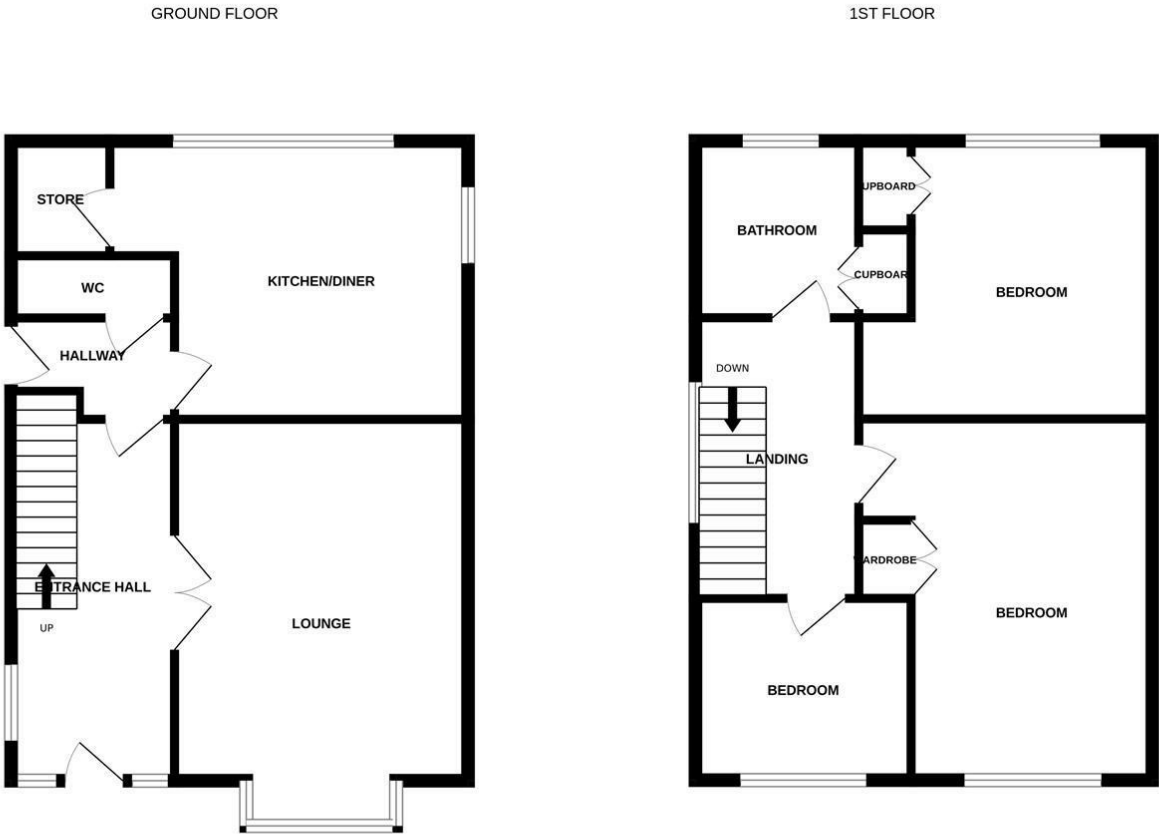 GROUND FLOOR
1ST FLOOR
STORE
KITCHEN/DINER
WC
HALLWAY
ENTRANCE HALL
UP
LOUNGE
UPBOARD
BATHROOM
CUPBOAR
BEDROOM
DOWN
LANDING
ARDROBE
BEDROOM
BEDROOM